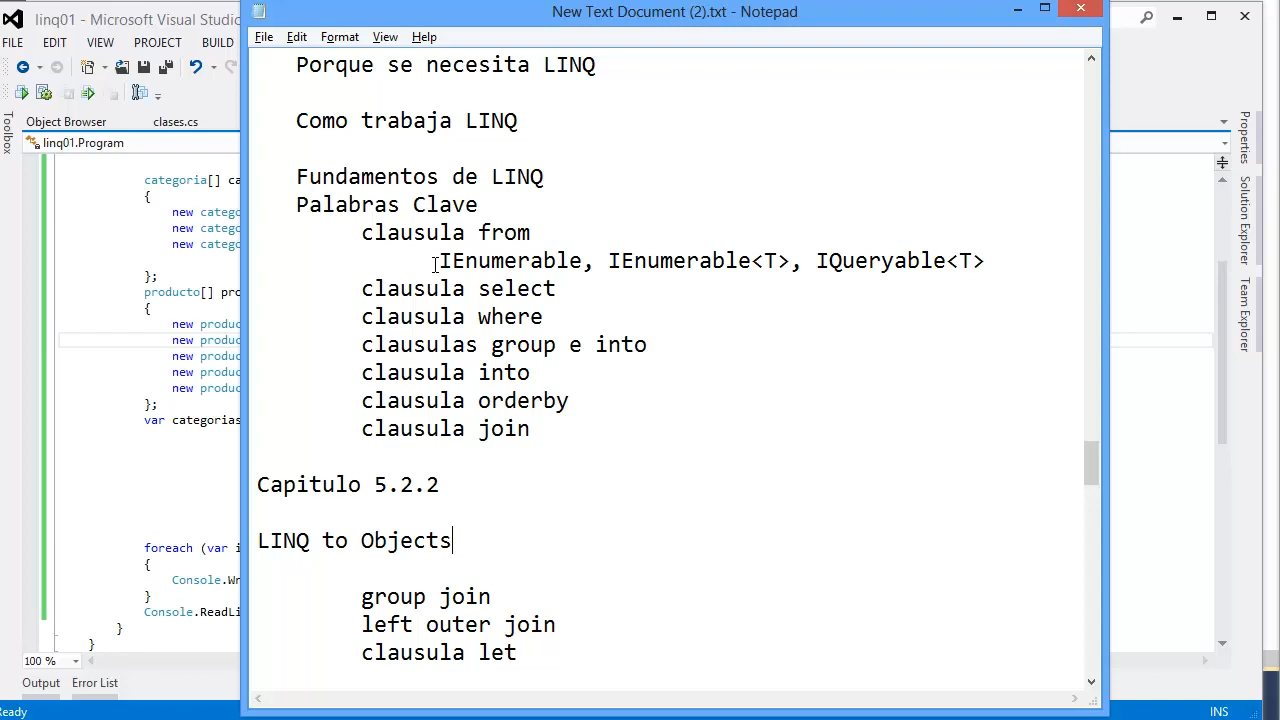 linq01 - Microsoft Visual Studio
New Text Document (2).txt - Notepad
FILE EDIT VIEW PROJECT BUILD
File Edit Format View Help
Toolbox
Object Browser clases.cs
linq01.Program
categoria[] ca
{
new catego
new catego
new catego
};
producto[] pro
{
new produc
new produc
new produc
new produc
new produc
};
var categorias
foreach (var i
{
Console.Wr
}
Console.ReadLi
}
}
100 %
Output Error List
Ready
Porque se necesita LINQ
Como trabaja LINQ
Fundamentos de LINQ
Palabras Clave
clausula from
IEnumerable, IEnumerable<T>, IQueryable<T>
clausula select
clausula where
clausulas group e into
clausula into
clausula orderby
clausula join
Capitulo 5.2.2
LINQ to Objects
group join
left outer join
clausula let
Properties
Solution Explorer
Team Explorer
INS